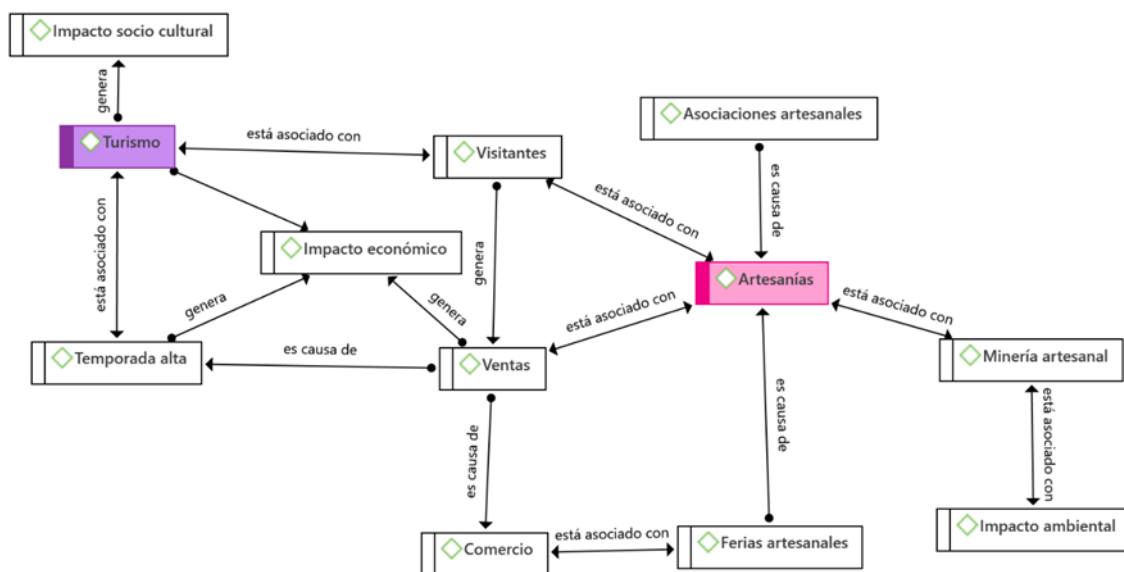 Impacto socio cultural
genera
Asociaciones artesanales
Turismo
está asociado con
Visitantes
es causa de
está asociado con
está asociado con
Impacto económico
genera
Artesanías
genera
genera
está asociado con
está asociado con
Temporada alta
es causa de
Ventas
Minería artesanal
es causa de
está asociado con
es causa de
Comercio
está asociado con
Ferias artesanales
Impacto ambiental